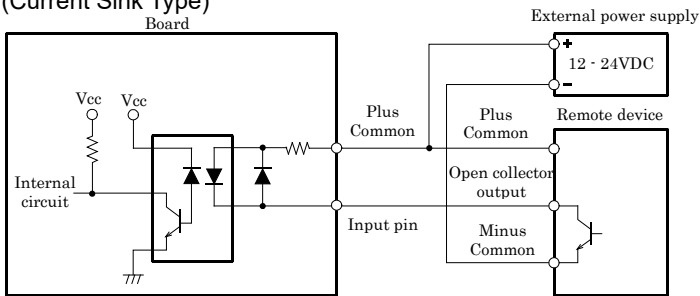 (Current Sink Type)
Board
External power supply
+
12 - 24VDC
-
Vcc
Vcc
Plus
Common
Plus
Common
Remote device
Internal
circuit
Open collector
output
Input pin
Minus
Common